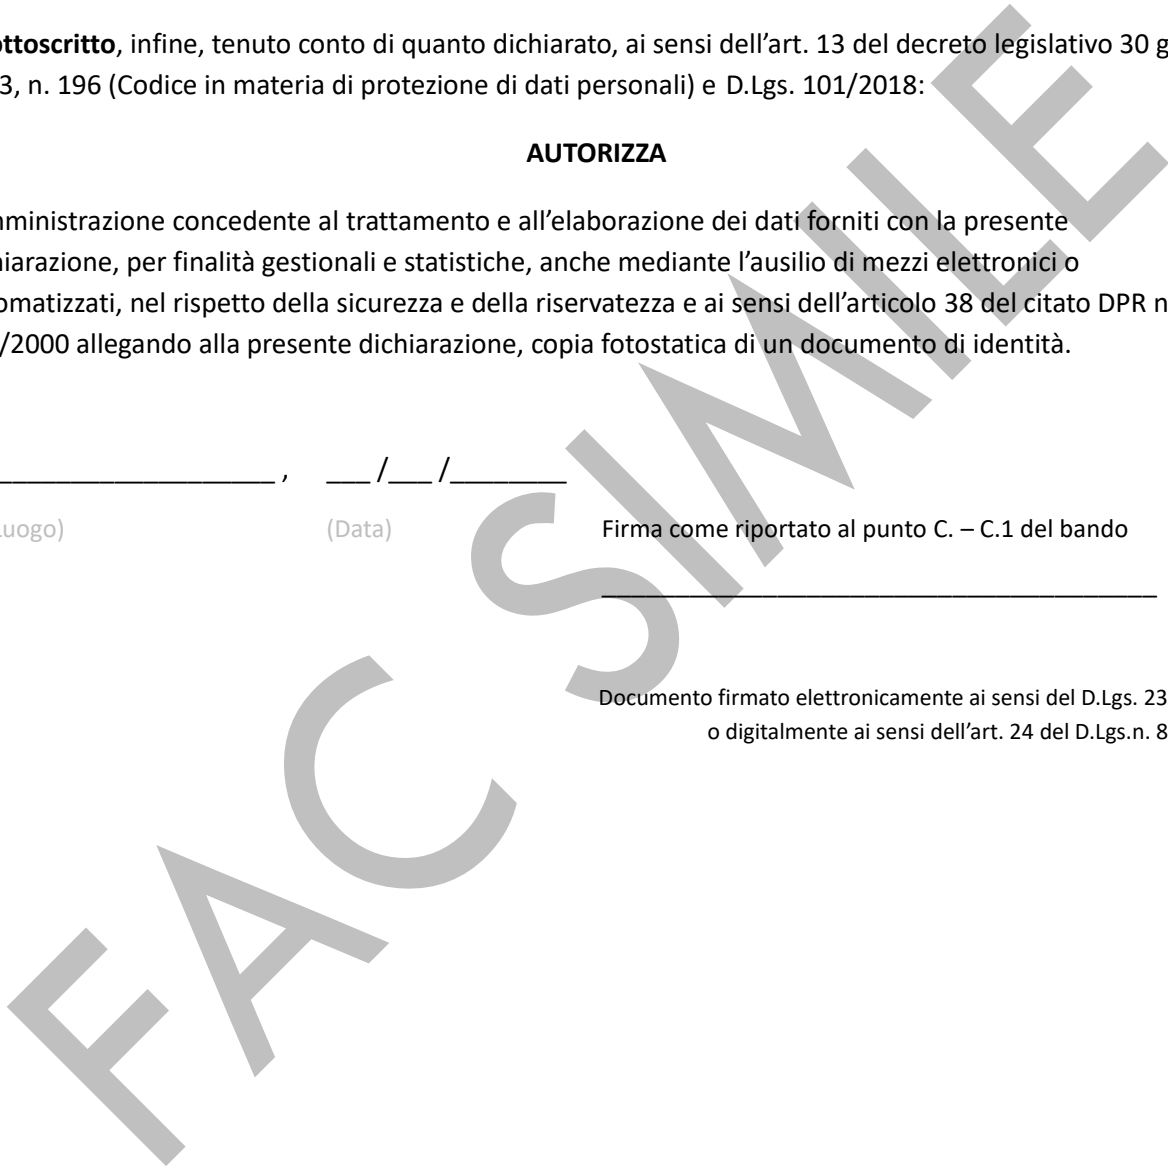 ottoscritto, infine, tenuto conto di quanto dichiarato, ai sensi dell’art. 13 del decreto legislativo 30 g
3, n. 196 (Codice in materia di protezione di dati personali) e D.Lgs. 101/2018:
AUTORIZZA
ministrazione concedente al trattamento e all’elaborazione dei dati forniti con la presente
iarazione, per finalità gestionali e statistiche, anche mediante l’ausilio di mezzi elettronici o
omatizzati, nel rispetto della sicurezza e della riservatezza e ai sensi dell’articolo 38 del citato DPR n
/2000 allegando alla presente dichiarazione, copia fotostatica di un documento di identità.
___________________ , ___ /___ /________
uogo) (Data) Firma come riportato al punto C. – C.1 del bando
______________________________________
Documento firmato elettronicamente ai sensi del D.Lgs. 23
o digitalmente ai sensi dell’art. 24 del D.Lgs.n. 8
FAC SIMILE